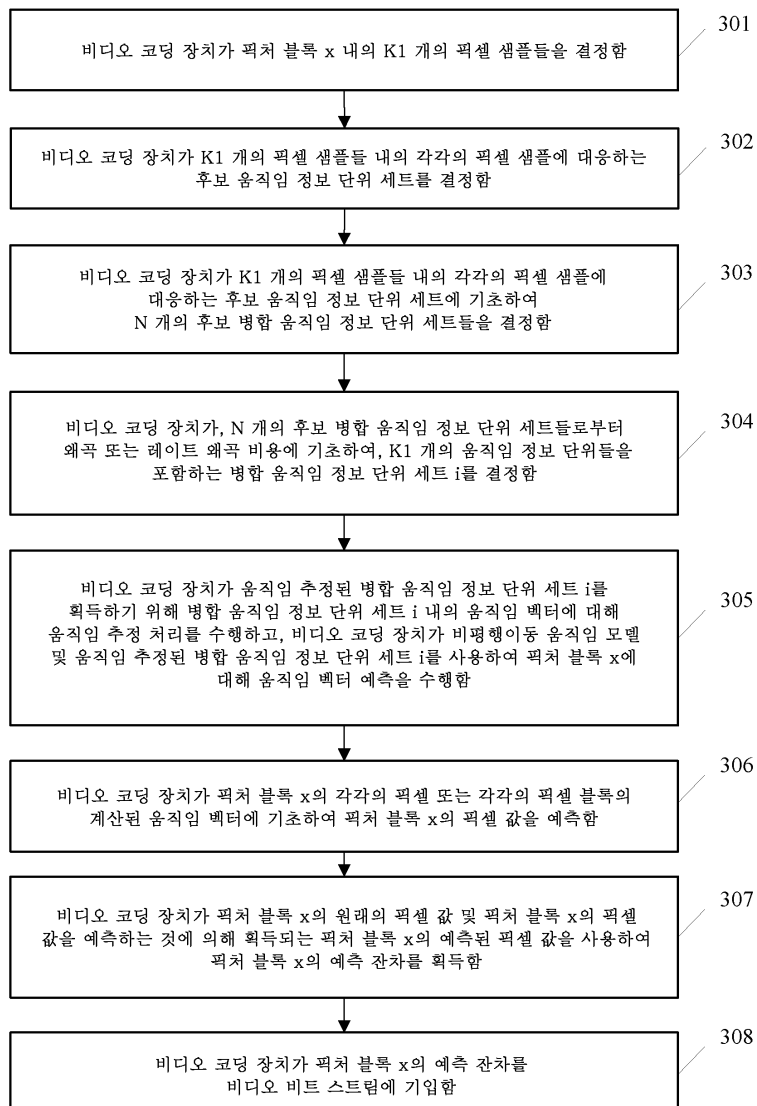 비디오 코딩 장치가 픽처 블록 x 내의 K1 개의 픽셀 샘플들을 결정함
301
비디오 코딩 장치가 K1 개의 픽셀 샘플들 내의 각각의 픽셀 샘플에 대응하는
후보 움직임 정보 단위 세트를 결정함
302
비디오 코딩 장치가 K1 개의 픽셀 샘플들 내의 각각의 픽셀 샘플에
대응하는 후보 움직임 정보 단위 세트에 기초하여
N 개의 후보 병합 움직임 정보 단위 세트들을 결정함
303
비디오 코딩 장치가, N 개의 후보 병합 움직임 정보 단위 세트들로부터
왜곡 또는 레이트 왜곡 비용에 기초하여, K1 개의 움직임 정보 단위들을
포함하는 병합 움직임 정보 단위 세트 i를 결정함
304
비디오 코딩 장치가 움직임 추정된 병합 움직임 정보 단위 세트 i를
획득하기 위해 병합 움직임 정보 단위 세트 i 내의 움직임 벡터에 대해
움직임 추정 처리를 수행하고, 비디오 코딩 장치가 비평행이동 움직임 모델
및 움직임 추정된 병합 움직임 정보 단위 세트 i를 사용하여 픽처 블록 x에
대해 움직임 벡터 예측을 수행함
305
비디오 코딩 장치가 픽처 블록 x의 각각의 픽셀 또는 각각의 픽셀 블록의
계산된 움직임 벡터에 기초하여 픽처 블록 x의 픽셀 값을 예측함
306
비디오 코딩 장치가 픽처 블록 x의 원래의 픽셀 값 및 픽처 블록 x의 픽셀
값을 예측하는 것에 의해 획득되는 픽처 블록 x의 예측된 픽셀 값을 사용하여
픽처 블록 x의 예측 잔차를 획득함
307
비디오 코딩 장치가 픽처 블록 x의 예측 잔차를
비디오 비트 스트림에 기입함
308